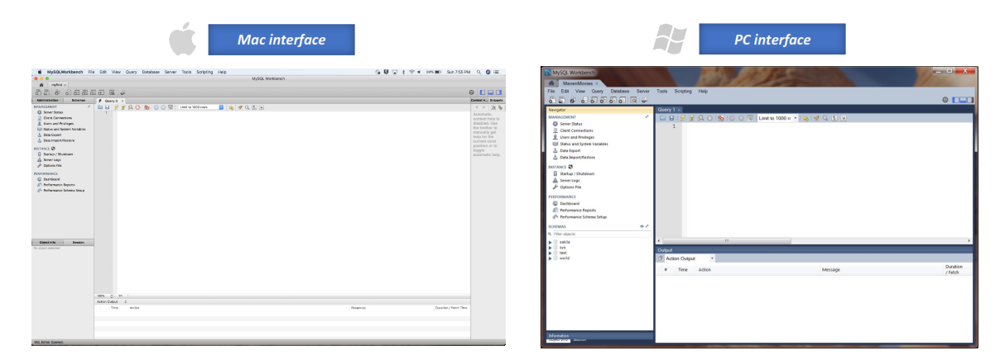 Mac interface
MySQLWorkbench File Edit View Query Database Server Tools Scripting Help
64% Sun 7:55 PM
MySQL Workbench
myfirst ×
Administration Schemas
Query 3 ×
Context H... Snippets
MANAGEMENT
Server Status
Client Connections
Users and Privileges
Status and System Variables
Data Export
Data Import/Restore
INSTANCE
Startup / Shutdown
Server Logs
Options File
PERFORMANCE
Dashboard
Performance Reports
Performance Schema Setup
Limit to 1000 rows
1
Automatic
context help is
disabled. Use
the toolbar to
manually get
help for the
current caret
position or to
toggle
automatic help.
Object Info Session
No object selected
100% 1:1
Action Output
Time Action Response Duration / Fetch Time
SQL Editor Opened.
PC interface
MySQL Workbench
MavenMovies ×
File Edit View Query Database Server Tools Scripting Help
Navigator
MANAGEMENT
Server Status
Client Connections
Users and Privileges
Status and System Variables
Data Export
Data Import/Restore
INSTANCE
Startup / Shutdown
Server Logs
Options File
PERFORMANCE
Dashboard
Performance Reports
Performance Schema Setup
SCHEMAS
Filter objects
sakila
sys
test
world
Information
Query 1 ×
Limit to 1000 r
1
Output
Action Output
# Time Action Message Duration / Fetch